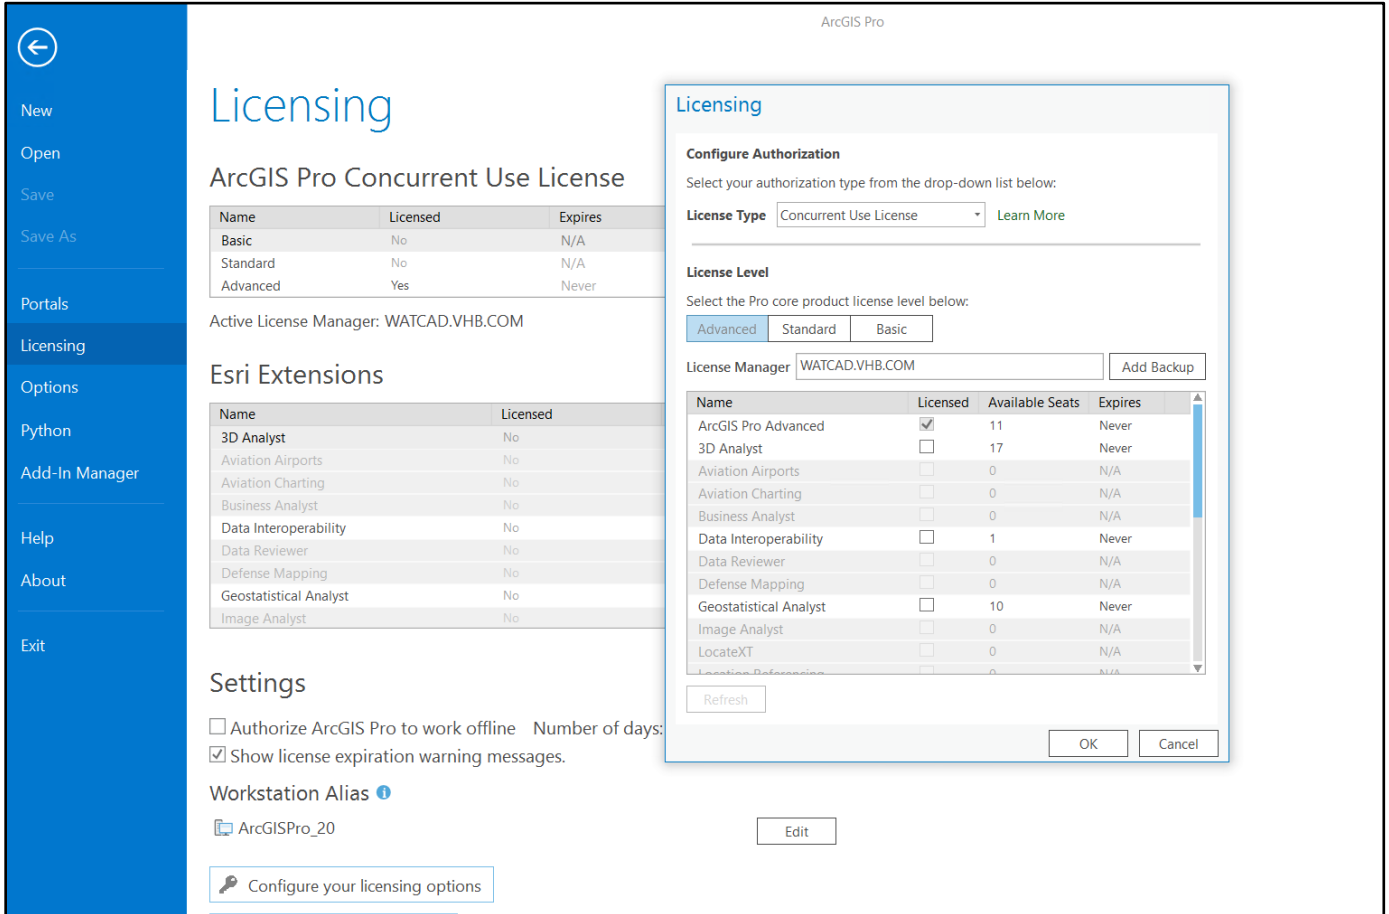 ArcGIS Pro
New
Open
Save
Save As
Portals
Licensing
Options
Python
Add-In Manager
Help
About
Exit
Licensing
ArcGIS Pro Concurrent Use License
Name Licensed Expires
Basic No N/A
Standard No N/A
Advanced Yes Never
Active License Manager: WATCAD.VHB.COM
Esri Extensions
Name Licensed
3D Analyst No
Aviation Airports No
Aviation Charting No
Business Analyst No
Data Interoperability No
Data Reviewer No
Defense Mapping No
Geostatistical Analyst No
Image Analyst No
Settings
Authorize ArcGIS Pro to work offline Number of days:
Show license expiration warning messages.
Workstation Alias
ArcGISPro_20
Edit
Configure your licensing options
Licensing
Configure Authorization
Select your authorization type from the drop-down list below:
License Type Concurrent Use License Learn More
License Level
Select the Pro core product license level below:
Advanced Standard Basic
License Manager WATCAD.VHB.COM Add Backup
Name Licensed Available Seats Expires
ArcGIS Pro Advanced 11 Never
3D Analyst 17 Never
Aviation Airports 0 N/A
Aviation Charting 0 N/A
Business Analyst 0 N/A
Data Interoperability 1 Never
Data Reviewer 0 N/A
Defense Mapping 0 N/A
Geostatistical Analyst 10 Never
Image Analyst 0 N/A
LocateXT 0 N/A
Location Referencing 0 N/A
Refresh
OK Cancel